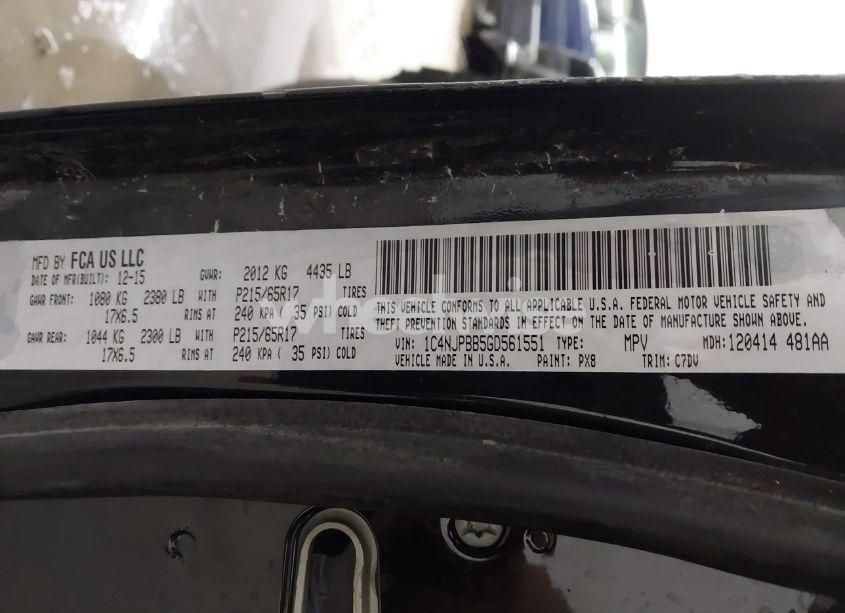 MFD BY FCA US LLC
DATE OF MFR(BUILT): 12-15 GVWR: 2012 KG 4435 LB
GAWR FRONT: 1080 KG 2380 LB WITH P215/65R17 TIRES
17X6.5 RIMS AT 240 KPA ( 35 PSI) COLD
GAWR REAR: 1044 KG 2300 LB WITH P215/65R17 TIRES
17X6.5 RIMS AT 240 KPA ( 35 PSI) COLD
THIS VEHICLE CONFORMS TO ALL APPLICABLE U.S.A. FEDERAL MOTOR VEHICLE SAFETY AND
THEFT PREVENTION STANDARDS IN EFFECT ON THE DATE OF MANUFACTURE SHOWN ABOVE.
VIN: 1C4NJPBB5GD561551 TYPE: MPV MDH: 120414 481AA
VEHICLE MADE IN U.S.A. PAINT: PX8 TRIM: C7DV